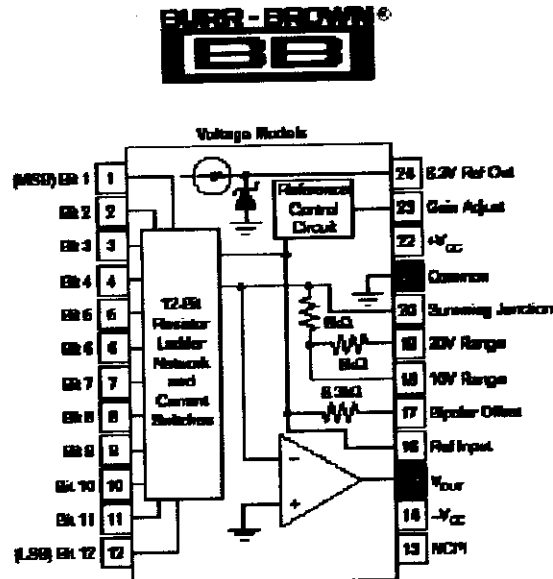 BURR-BROWN®
BB
Voltage Models
(MSB) Bit 1 1
Bit 2 2
Bit 3 3
Bit 4 4
Bit 5 5
Bit 6 6
Bit 7 7
Bit 8 8
Bit 9 9
Bit 10 10
Bit 11 11
(LSB) Bit 12 12
12-Bit
Resistor
Ladder
Network
and
Current
Switches
Reference
Control
Circuit
5kΩ
5kΩ
6.3kΩ
−
+
24 6.3V Ref Out
23 Gain Adjust
22 +VCC
Common
20 Summing Junction
19 20V Range
18 10V Range
17 Bipolar Offset
16 Ref Input
VOUT
14 –VCC
13